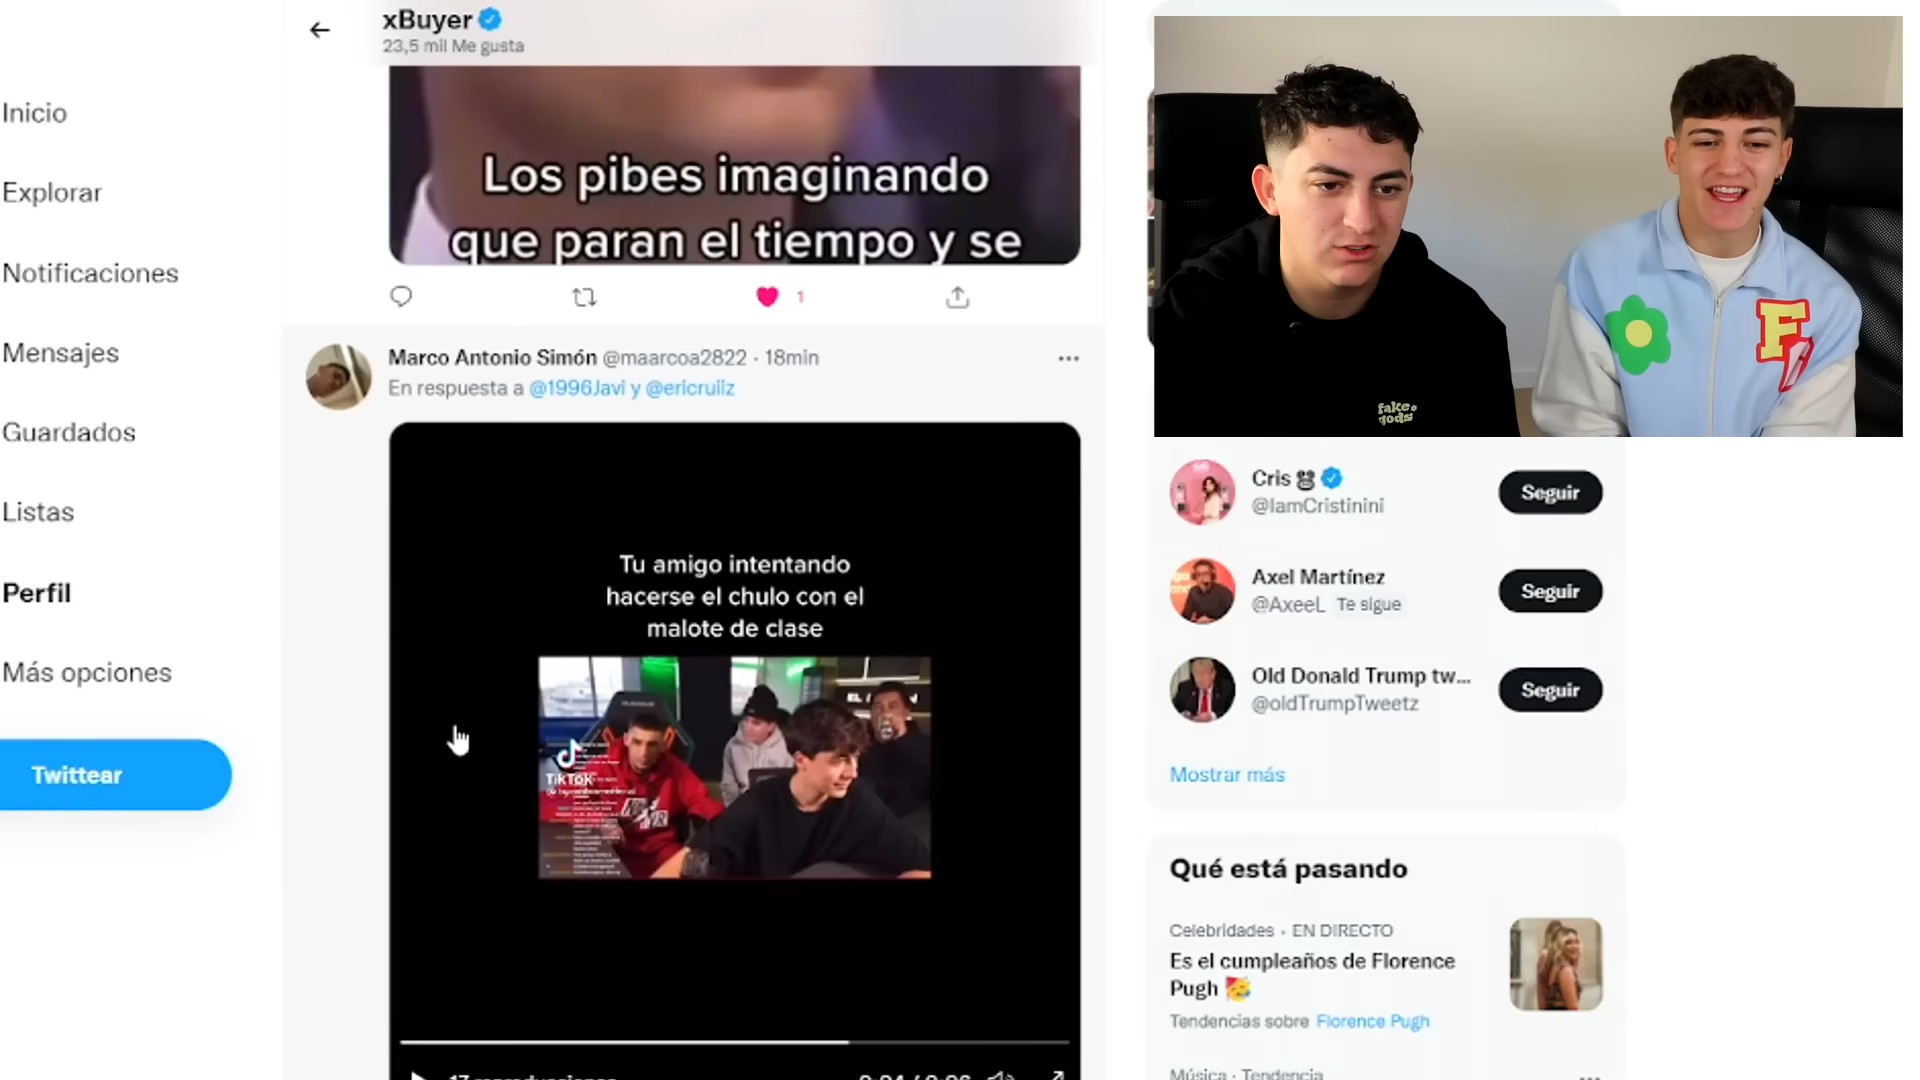 xBuyer
23,5 mil Me gusta
Inicio
Explorar
Notificaciones
Mensajes
Guardados
Listas
Perfil
Más opciones
Twittear
Los pibes imaginando
que paran el tiempo y se
1
Marco Antonio Simón @maarcoa2822 · 18min
En respuesta a @1996Javi y @ericruiiz
Tu amigo intentando
hacerse el chulo con el
malote de clase
TikTok
17 reproducciones
fake
gods
F
Cris
@IamCristinini
Seguir
Axel Martínez
@AxeeL Te sigue
Seguir
Old Donald Trump tw...
@oldTrumpTweetz
Seguir
Mostrar más
Qué está pasando
Celebridades · EN DIRECTO
Es el cumpleaños de Florence
Pugh
Tendencias sobre Florence Pugh
Música · Tendencia